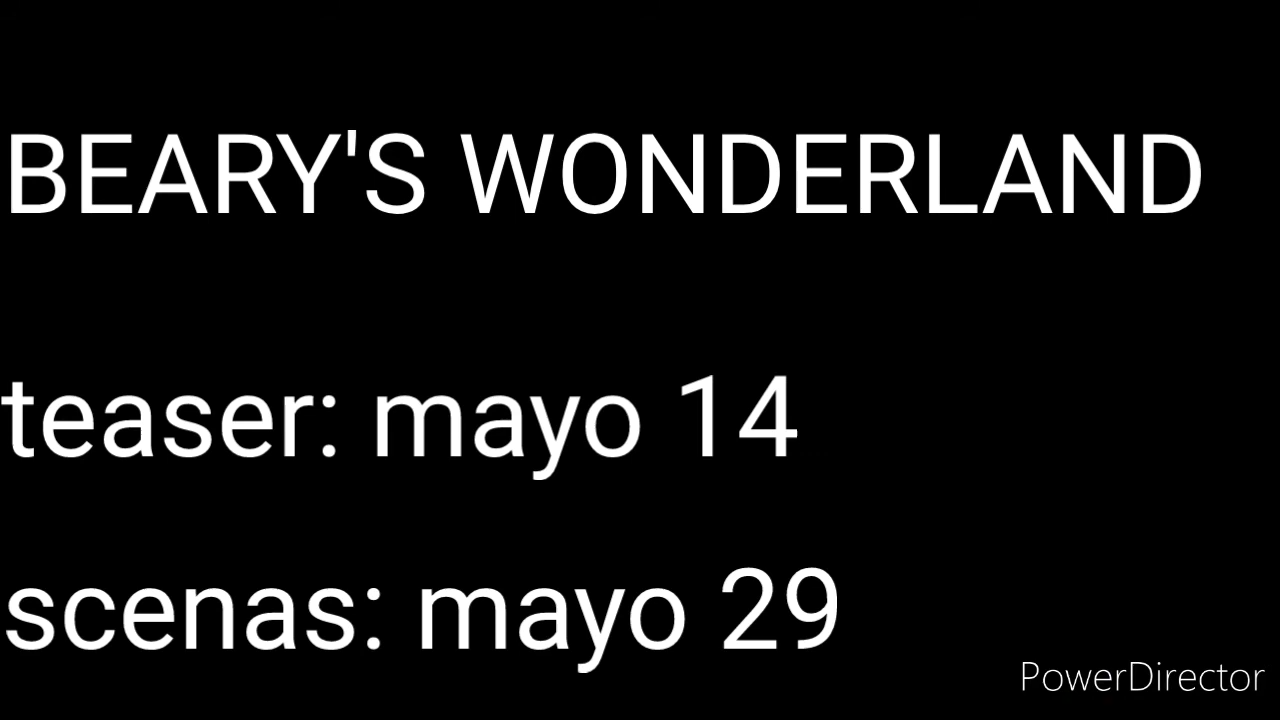 BEARY'S WONDERLAND
teaser: mayo 14
scenas: mayo 29
PowerDirector